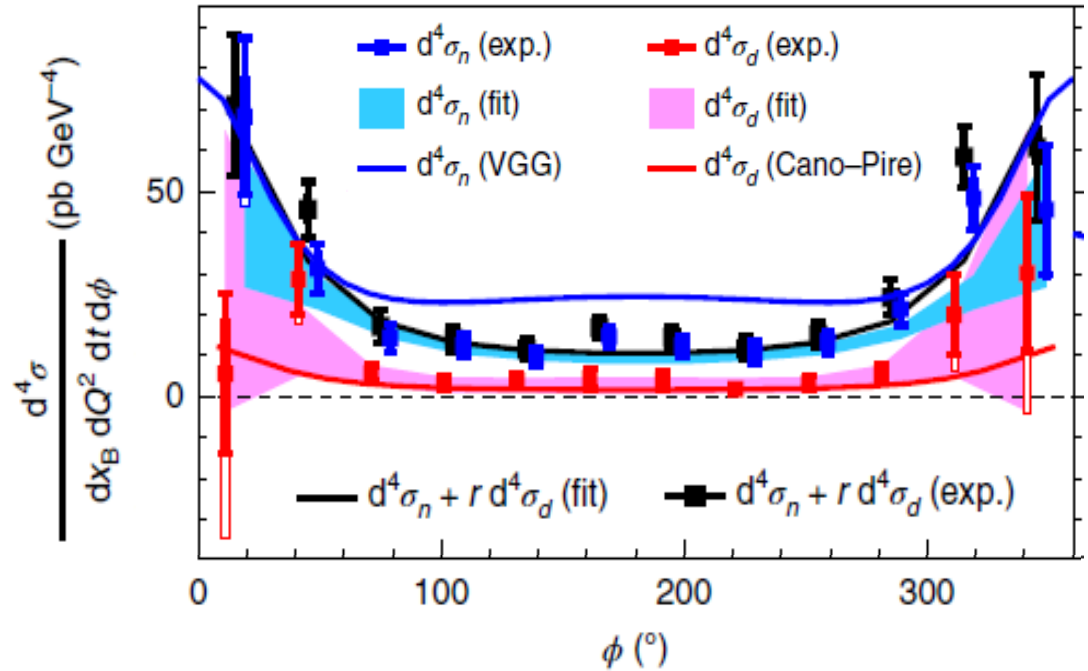 d⁴σₙ (exp.)
d⁴σ_d (exp.)
d⁴σₙ (fit)
d⁴σ_d (fit)
d⁴σₙ (VGG)
d⁴σ_d (Cano–Pire)
d⁴σ
dx_B dQ² dt dϕ
(pb GeV⁻⁴)
50
0
d⁴σₙ + r d⁴σ_d (fit)
d⁴σₙ + r d⁴σ_d (exp.)
0
100
200
300
ϕ (°)